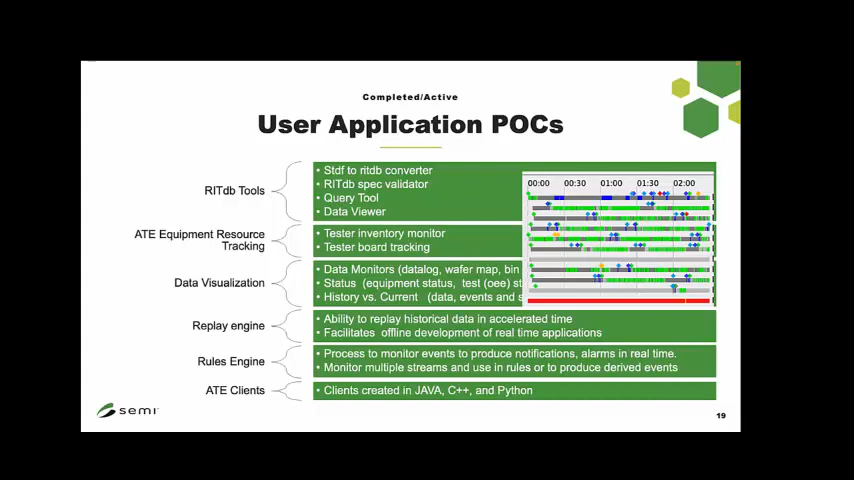 Completed/Active
User Application POCs
RITdb Tools
• Stdf to ritdb converter
• RITdb spec validator
• Query Tool
• Data Viewer
00:00 00:30 01:00 01:30 02:00
ATE Equipment Resource
Tracking
• Tester inventory monitor
• Tester board tracking
Data Visualization
• Data Monitors (datalog, wafer map, bin
• Status (equipment status, test (oee) st
• History vs. Current (data, events and s
Replay engine
• Ability to replay historical data in accelerated time
• Facilitates offline development of real time applications
Rules Engine
• Process to monitor events to produce notifications, alarms in real time.
• Monitor multiple streams and use in rules or to produce derived events
ATE Clients
• Clients created in JAVA, C++, and Python
semi
19